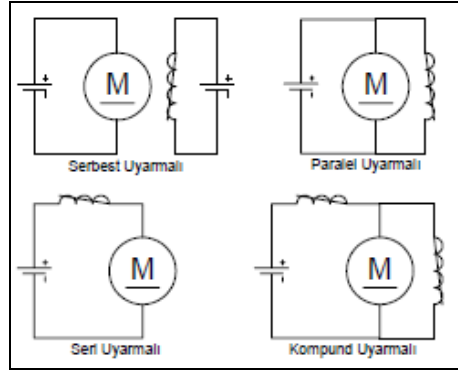 M
M
Serbest Uyarmalı
Paralel Uyarmalı
M
M
Seri Uyarmalı
Kompund Uyarmalı